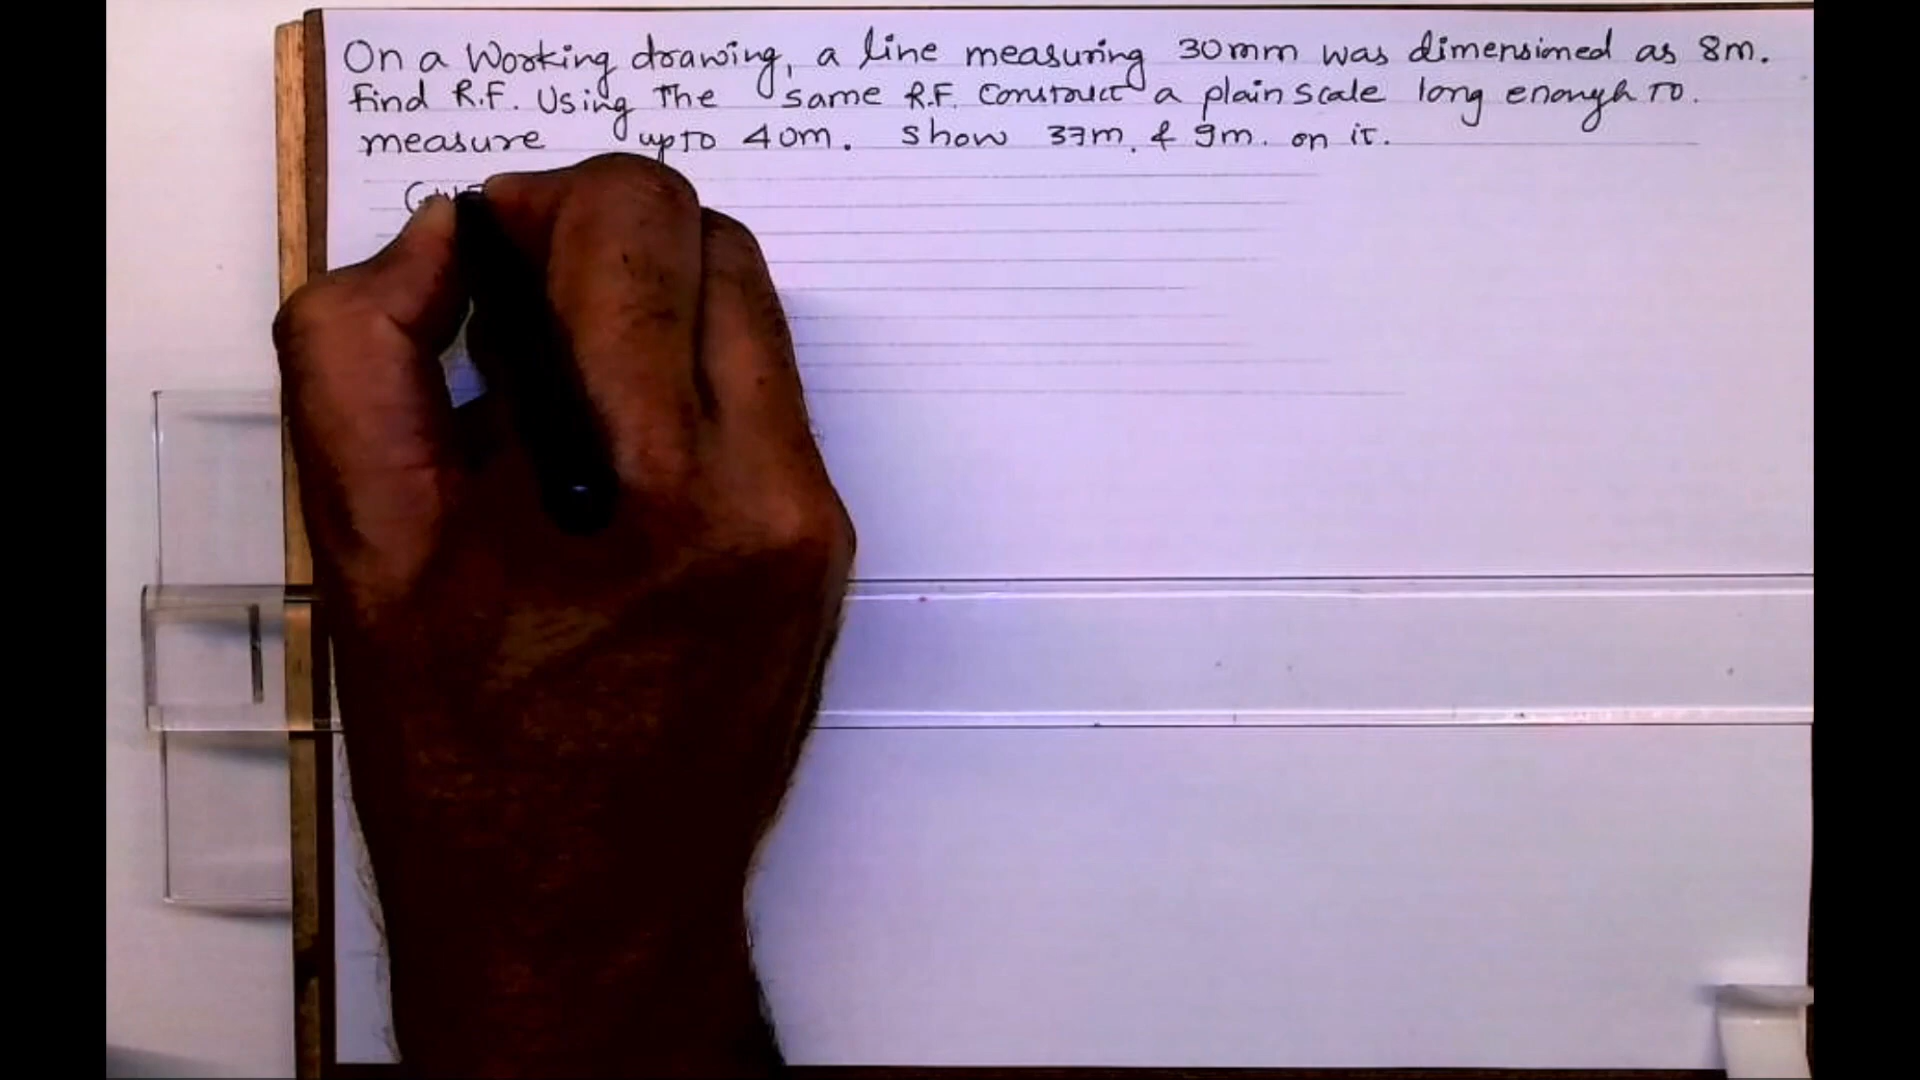 On a Working drawing, a line measuring 30mm was dimensioned as 8m.
Find R.F. Using The same R.F. Construct a plain scale long enough To.
measure upto 40m. Show 37m. & 9m. on it.